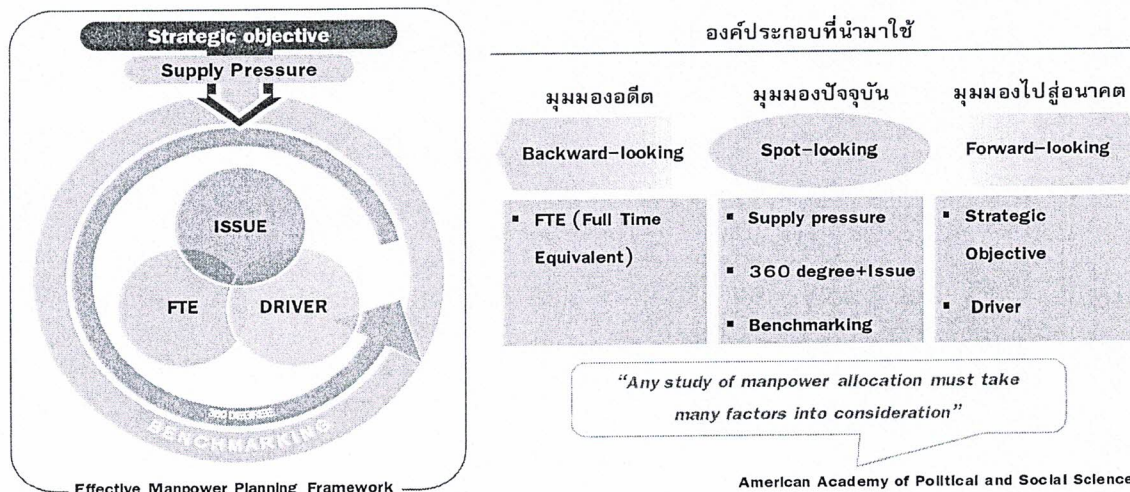 Strategic objective
Supply Pressure
ISSUE
FTE
DRIVER
BENCHMARKING
Effective Manpower Planning Framework
องค์ประกอบที่นำมาใช้
มุมมองอดีต
มุมมองปัจจุบัน
มุมมองไปสู่อนาคต
Backward-looking
Spot-looking
Forward-looking
▪ FTE (Full Time
Equivalent)
▪ Supply pressure
▪ 360 degree+Issue
▪ Benchmarking
▪ Strategic
Objective
▪ Driver
“Any study of manpower allocation must take
many factors into consideration”
American Academy of Political and Social Science